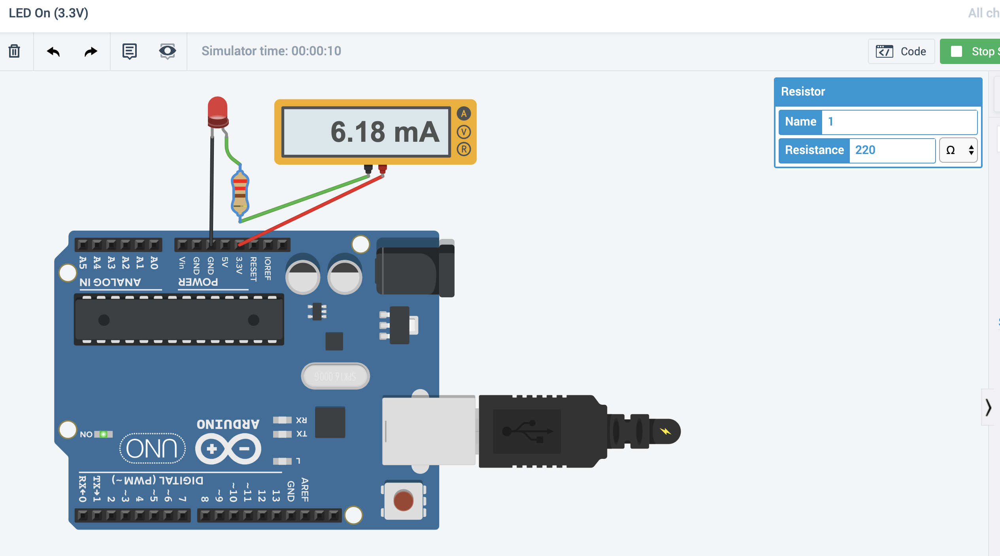 LED On (3.3V)
All ch
Simulator time: 00:00:10
Code
Stop S
Resistor
Name 1
Resistance 220 Ω
6.18 mA
A
V
R
A5 A4 A3 A2 A1 A0
Vin GND GND 5V 3.3V RESET IOREF
ANALOG IN
POWER
SPK16.000G
ARDUINO
RX
TX
ON
UNO
L
DIGITAL (PWM ~)
RX←0 TX→1 2 ~3 4 ~5 ~6 7 8 ~9 ~10 ~11 12 13 GND AREF